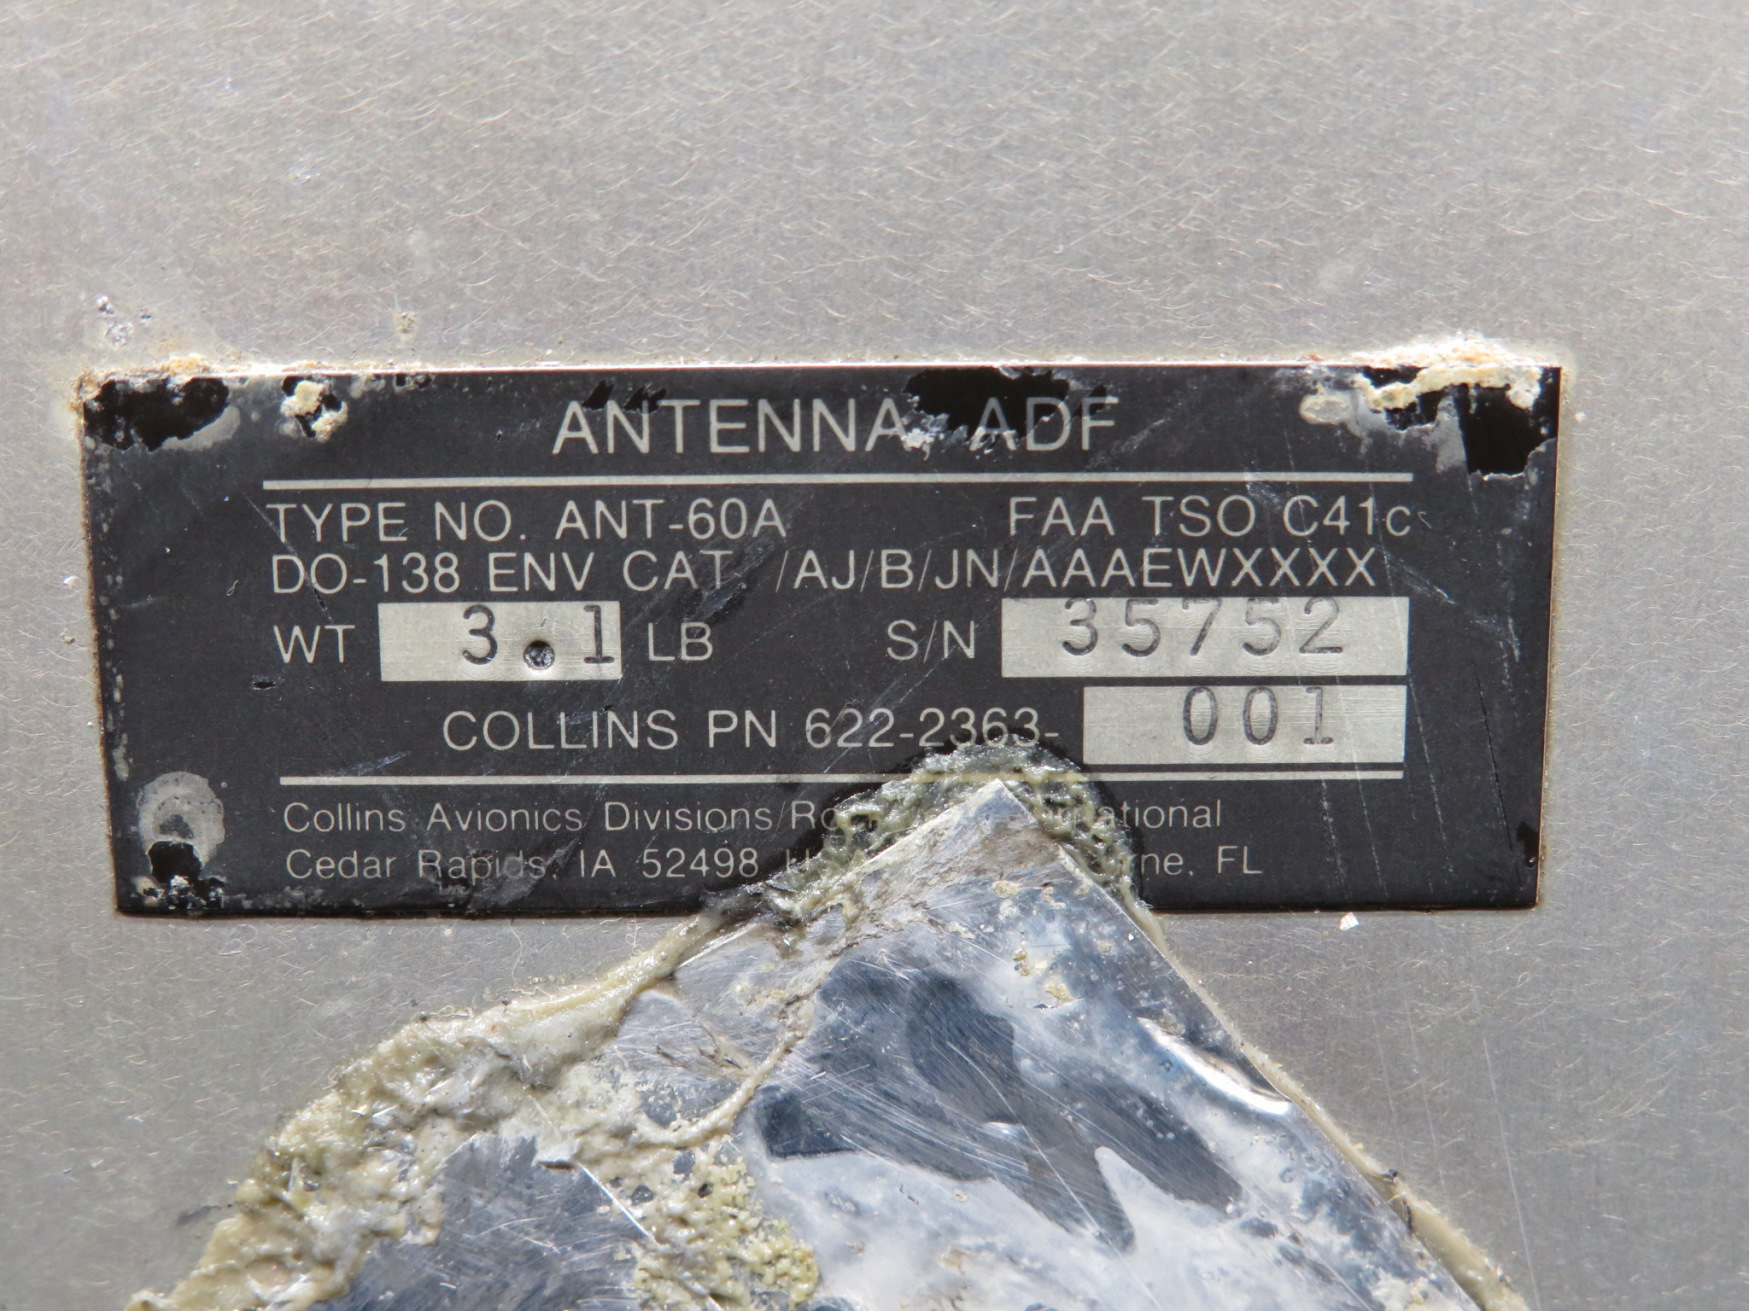 ANTENNA, ADF
TYPE NO. ANT-60A FAA TSO C41c
DO-138 ENV CAT. /AJ/B/JN/AAAEWXXXX
WT 3.1 LB S/N 35752
COLLINS PN 622-2363-001
Collins Avionics Divisions/
Cedar Rapids, IA 52498 FL